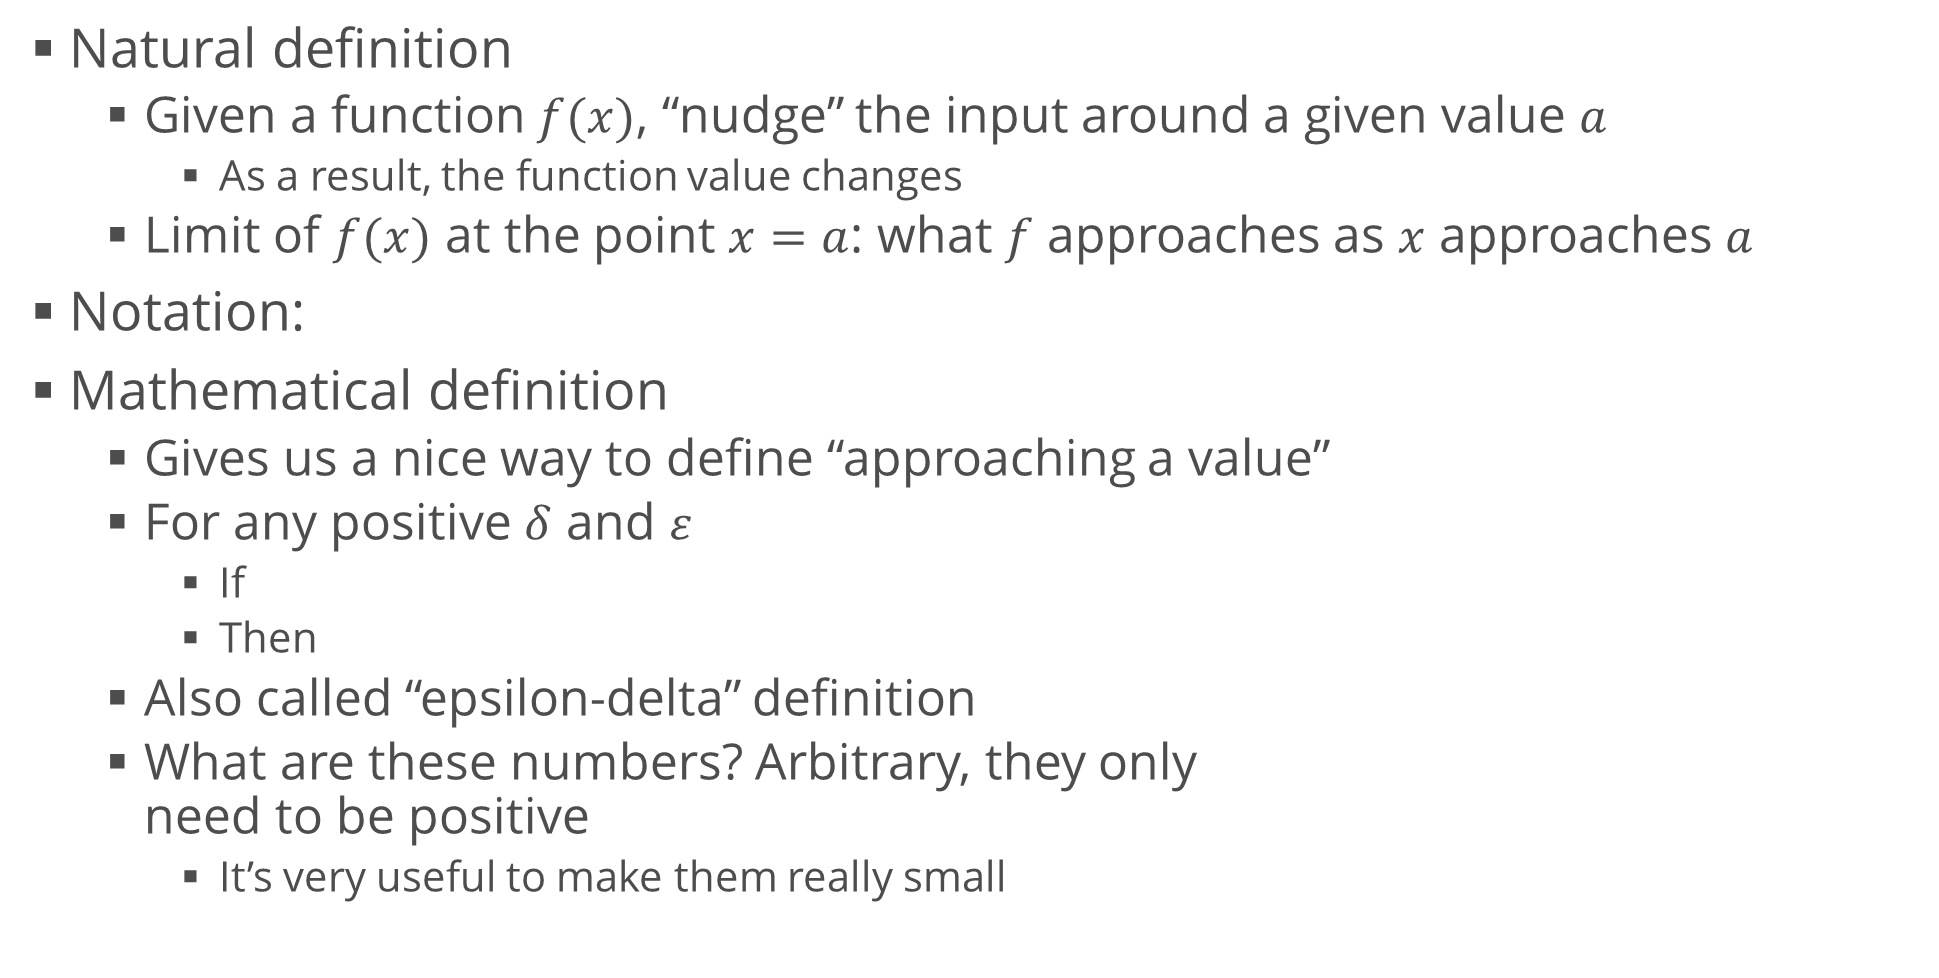 ▪ Natural definition
▪ Given a function f(x), “nudge” the input around a given value a
▪ As a result, the function value changes
▪ Limit of f(x) at the point x = a: what f approaches as x approaches a
▪ Notation:
▪ Mathematical definition
▪ Gives us a nice way to define “approaching a value”
▪ For any positive δ and ε
▪ If
▪ Then
▪ Also called “epsilon-delta” definition
▪ What are these numbers? Arbitrary, they only
need to be positive
▪ It’s very useful to make them really small